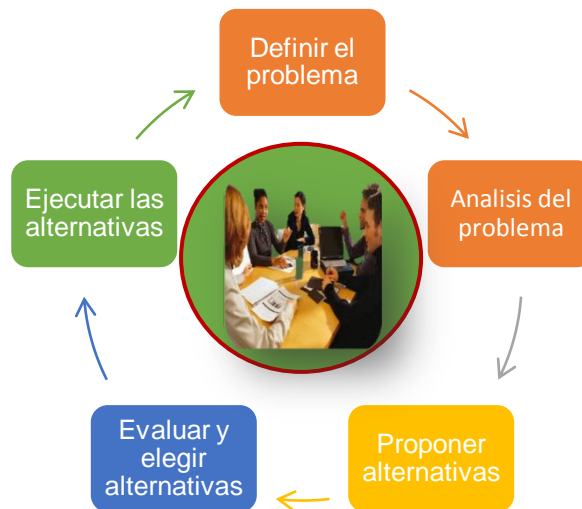 Definir el
problema
Analisis del
problema
Proponer
alternativas
Evaluar y
elegir
alternativas
Ejecutar las
alternativas